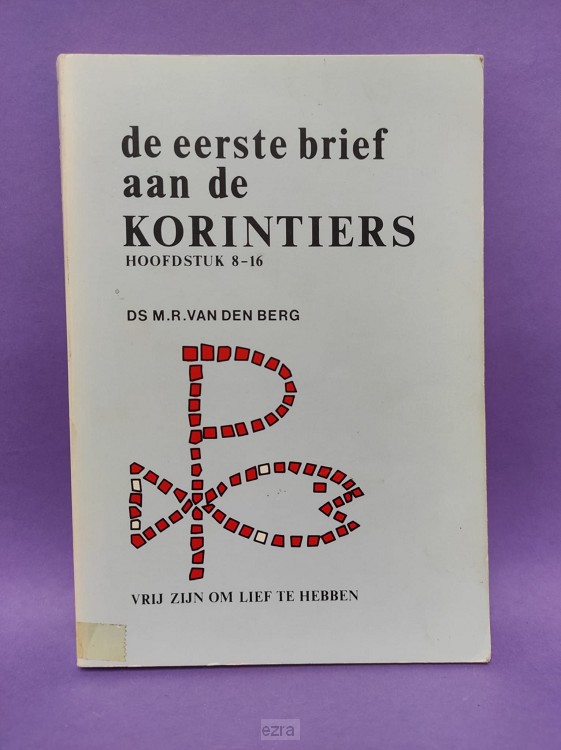 de eerste brief
aan de
KORINTIERS
HOOFDSTUK 8-16
DS M.R. VAN DEN BERG
VRIJ ZIJN OM LIEF TE HEBBEN
ezra